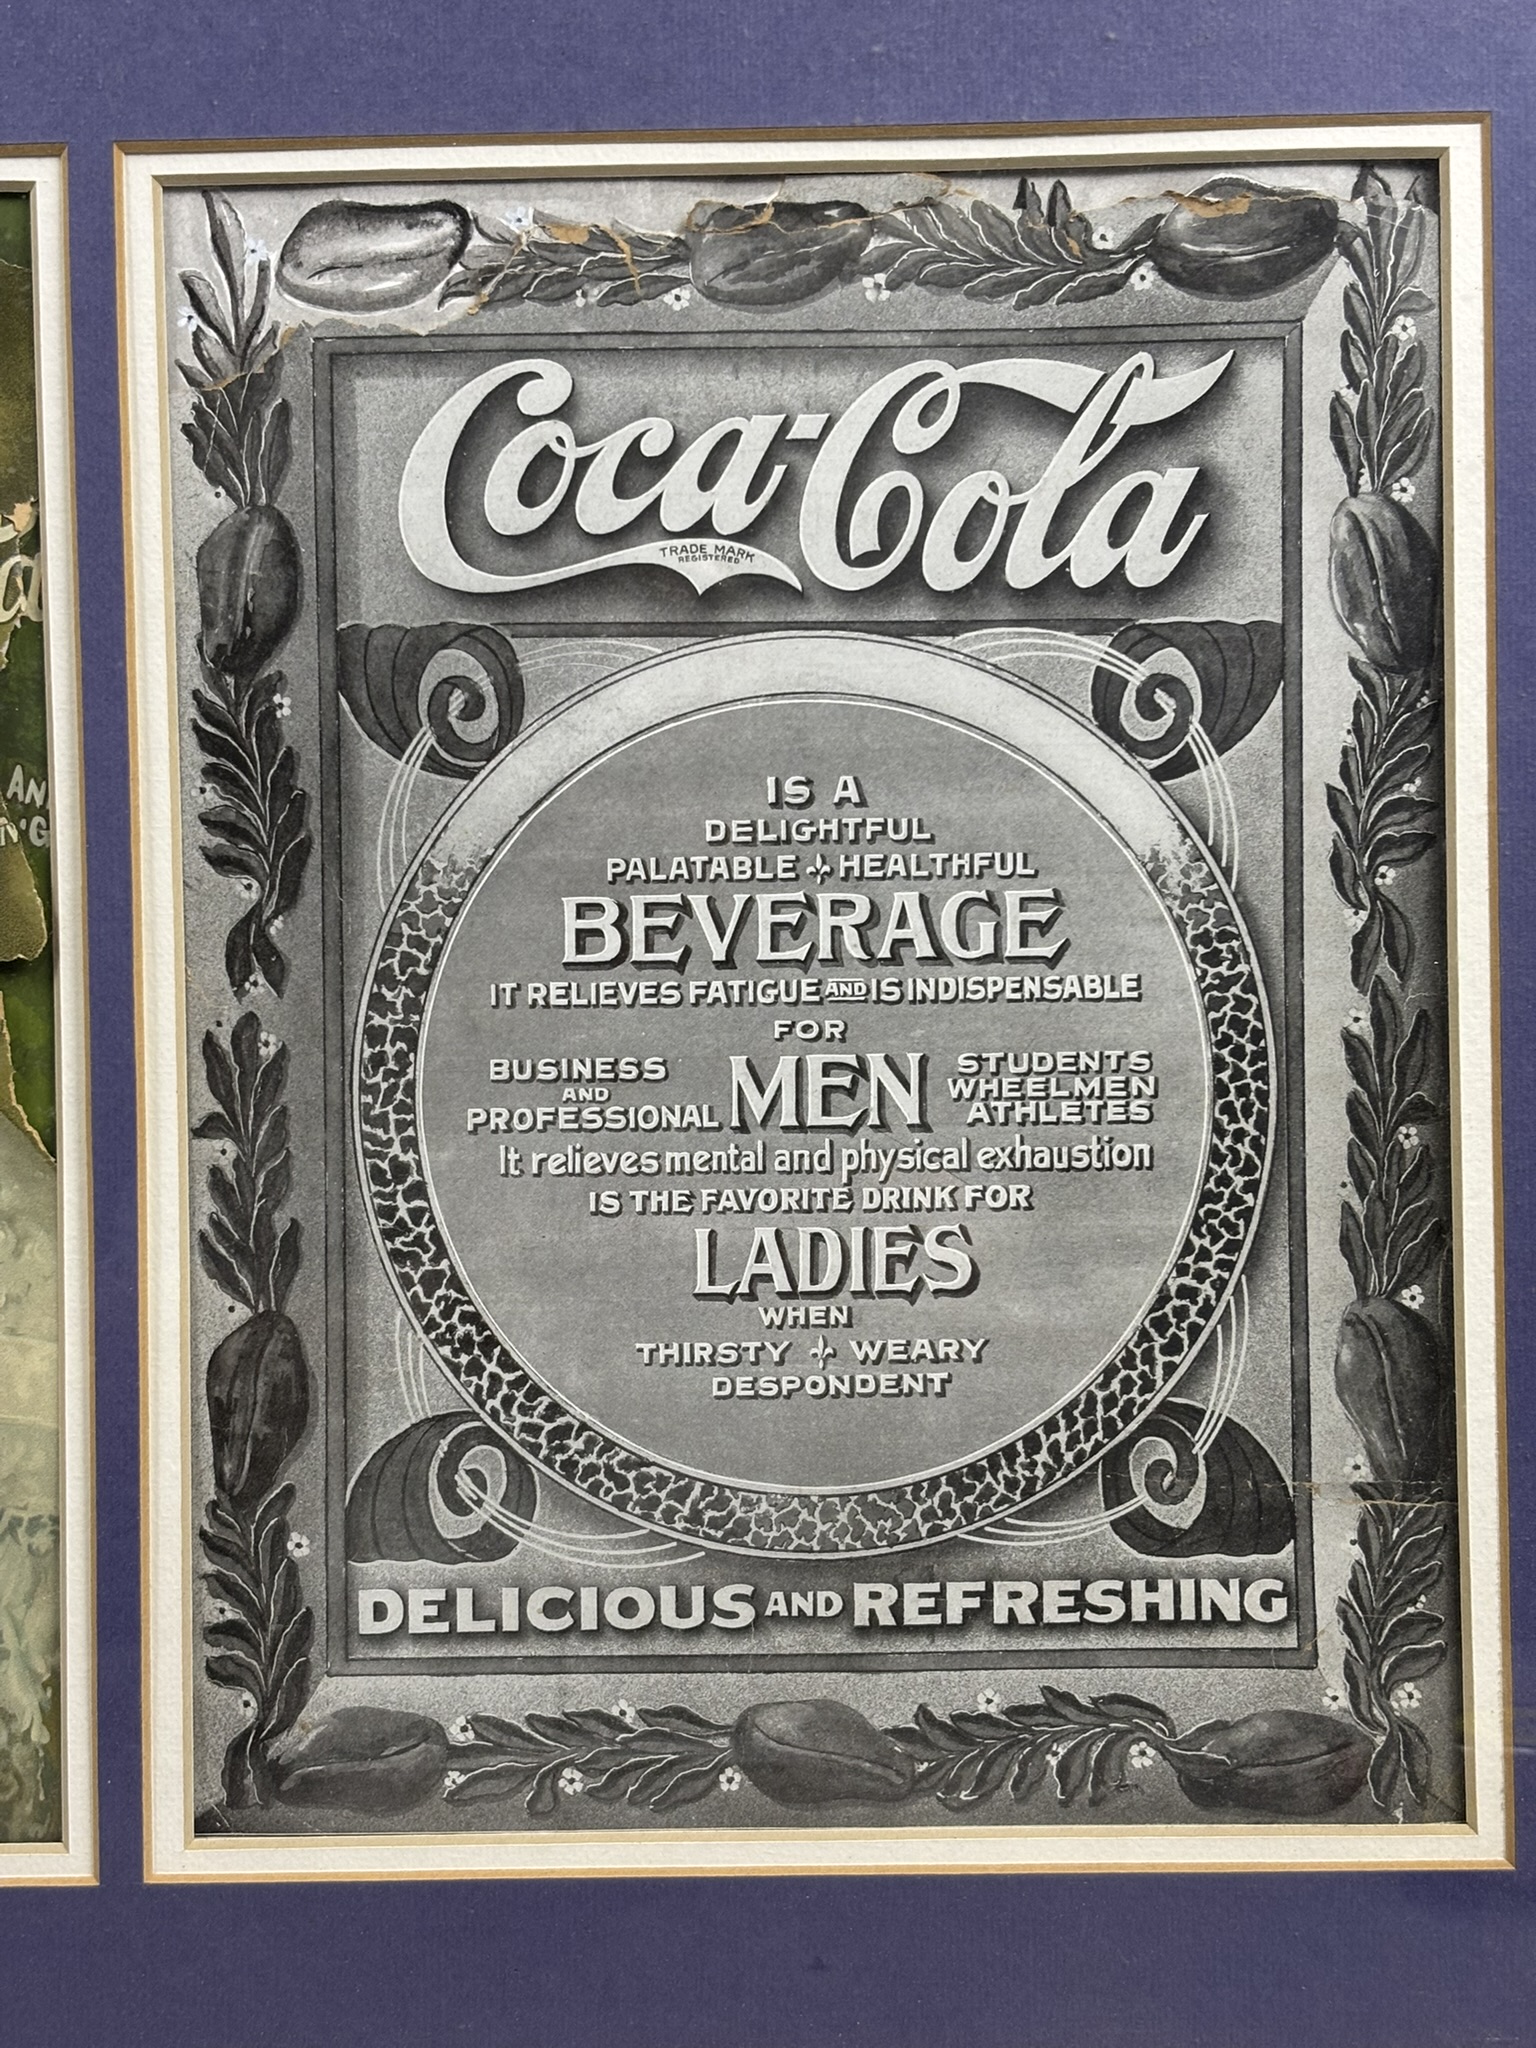 Coca-Cola
TRADE MARK
REGISTERED
IS A
DELIGHTFUL
PALATABLE HEALTHFUL
BEVERAGE
IT RELIEVES FATIGUE AND IS INDISPENSABLE
FOR
BUSINESS
AND
PROFESSIONAL
MEN
STUDENTS
WHEELMEN
ATHLETES
It relieves mental and physical exhaustion
IS THE FAVORITE DRINK FOR
LADIES
WHEN
THIRSTY WEARY
DESPONDENT
DELICIOUS AND REFRESHING